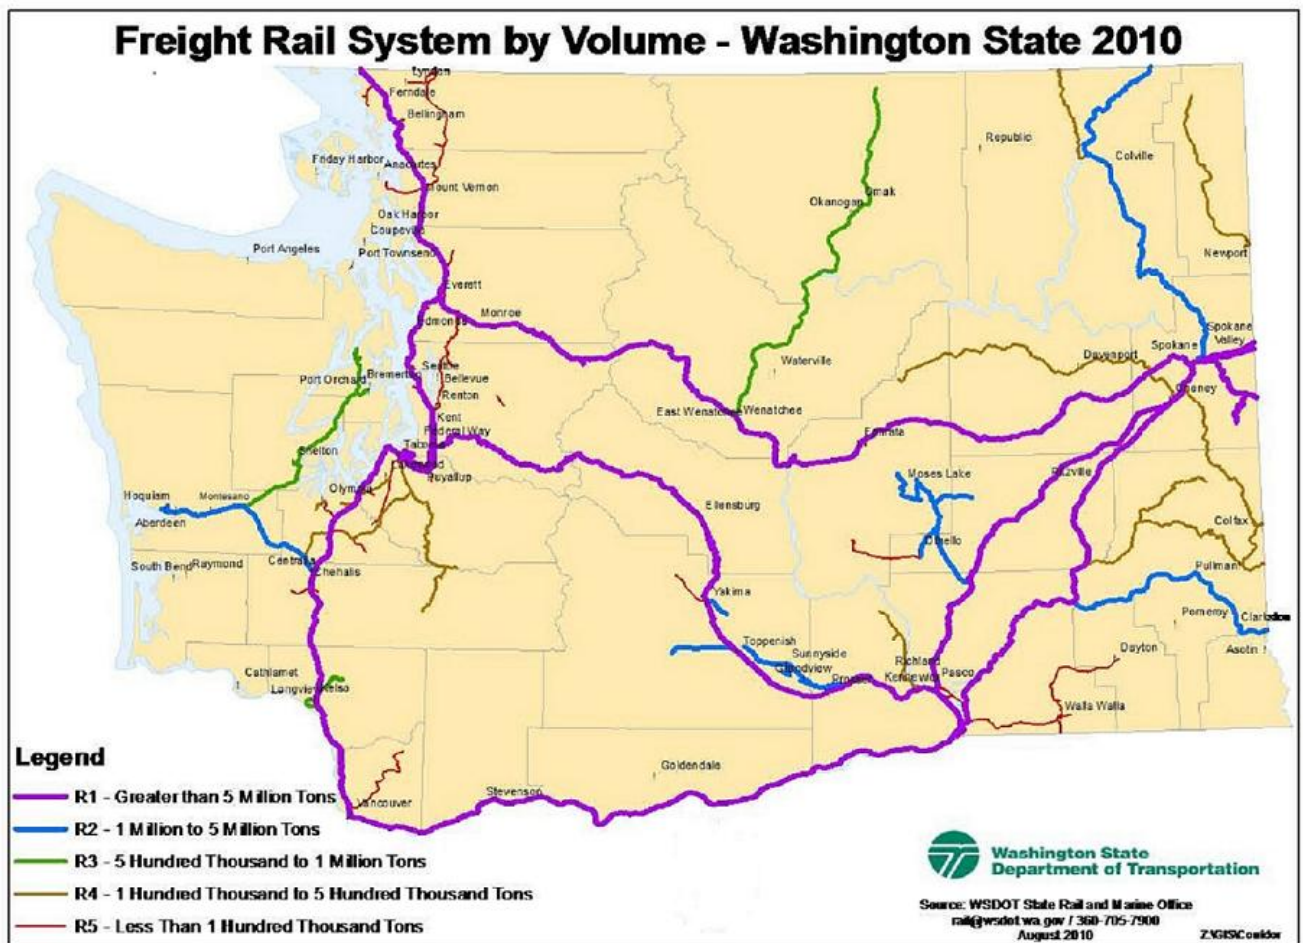 Freight Rail System by Volume - Washington State 2010
Lynden
Ferndale
Bellingham
Friday Harbor
Anacortes
Mount Vernon
Oak Harbor
Coupeville
Port Angeles
Port Townsend
Everett
Monroe
Edmonds
Republic
Colville
Omak
Okanogan
Newport
Spokane
Spokane Valley
Davenport
Waterville
Cheney
Seattle
Bremerton
Bellevue
Port Orchard
Renton
East Wenatchee
Wenatchee
Kent
Federal Way
Tacoma
Ephrata
Shelton
Lakewood
Puyallup
Ritzville
Moses Lake
Olympia
Hoquiam
Montesano
Aberdeen
Ellensburg
Colfax
Othello
Centralia
Chehalis
South Bend
Raymond
Pullman
Yakima
Pomeroy
Clarkston
Asotin
Toppenish
Sunnyside
Grandview
Dayton
Richland
Cathlamet
Prosser
Kennewick
Pasco
Longview
Kelso
Walla Walla
Goldendale
Stevenson
Vancouver
Legend
R1 - Greater than 5 Million Tons
R2 - 1 Million to 5 Million Tons
R3 - 5 Hundred Thousand to 1 Million Tons
R4 - 1 Hundred Thousand to 5 Hundred Thousand Tons
R5 - Less Than 1 Hundred Thousand Tons
Washington State
Department of Transportation
Source: WSDOT State Rail and Marine Office
rail@wsdot.wa.gov / 360-705-7900
August 2010
Z:\GIS\Corridor